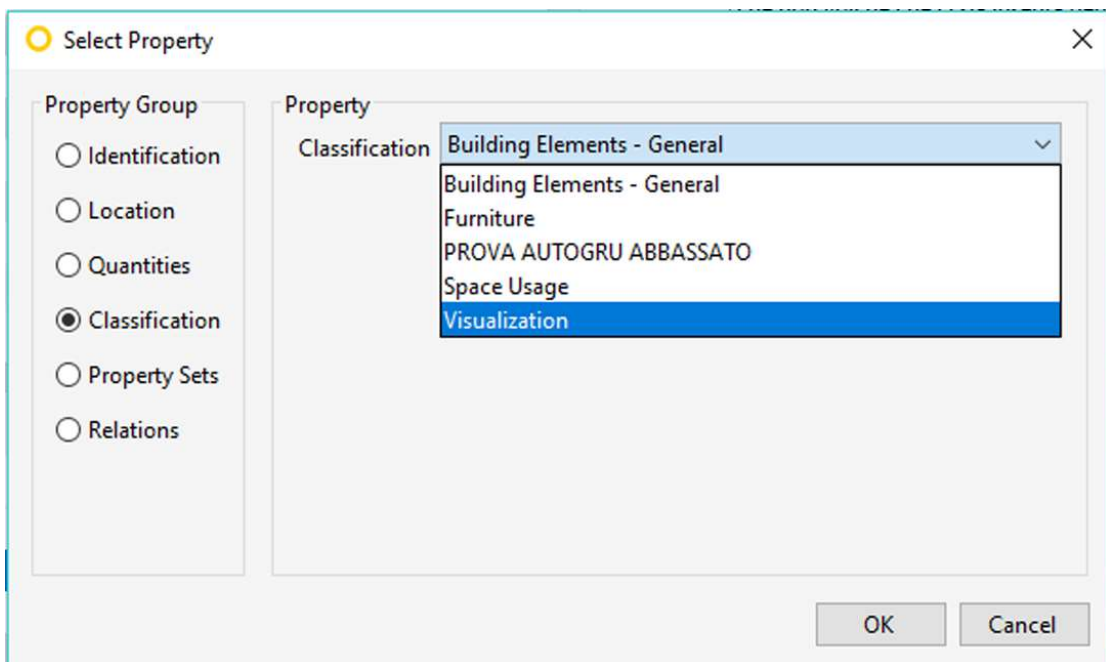 Select Property
Property Group
Identification
Location
Quantities
Classification
Property Sets
Relations
Property
Classification Building Elements - General
Building Elements - General
Furniture
PROVA AUTOGRU ABBASSATO
Space Usage
Visualization
OK Cancel